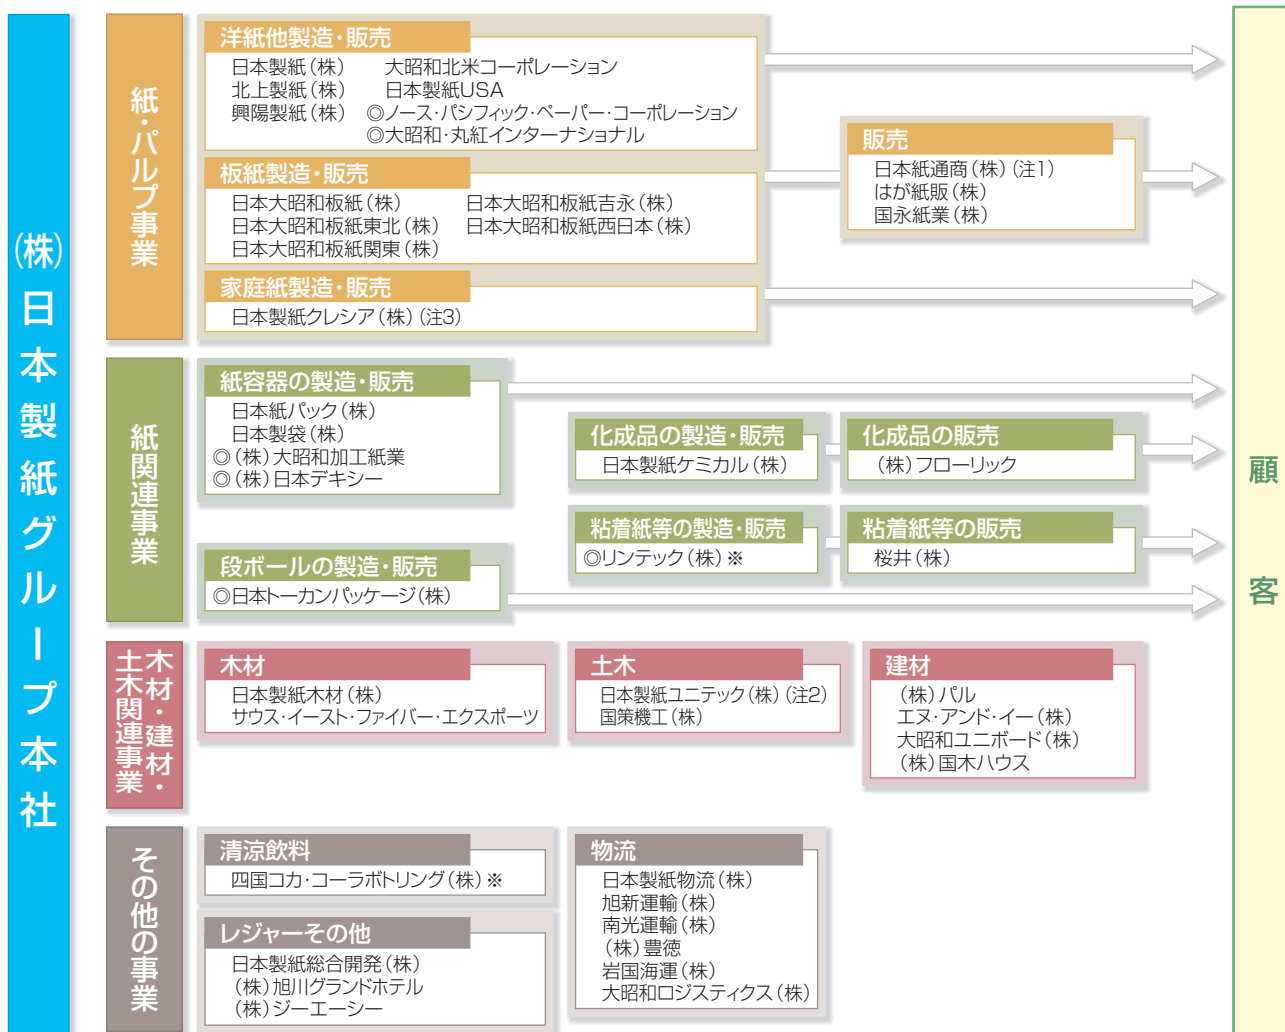 (株)日本製紙グループ本社
紙・パルプ事業
洋紙他製造・販売
日本製紙(株)　大昭和北米コーポレーション
北上製紙(株)　日本製紙USA
興陽製紙(株)　◎ノース・パシフィック・ペーパー・コーポレーション
◎大昭和・丸紅インターナショナル
板紙製造・販売
日本大昭和板紙(株)　日本大昭和板紙吉永(株)
日本大昭和板紙東北(株)　日本大昭和板紙西日本(株)
日本大昭和板紙関東(株)
家庭紙製造・販売
日本製紙クレシア(株)(注3)
販売
日本紙通商(株)(注1)
はが紙販(株)
国永紙業(株)
紙関連事業
紙容器の製造・販売
日本紙パック(株)
日本製袋(株)
◎(株)大昭和加工紙業
◎(株)日本デキシー
化成品の製造・販売
日本製紙ケミカル(株)
化成品の販売
(株)フローリック
粘着紙等の製造・販売
◎リンテック(株)※
粘着紙等の販売
桜井(株)
段ボールの製造・販売
◎日本トーカンパッケージ(株)
木材・建材・
土木関連事業
木材
日本製紙木材(株)
サウス・イースト・ファイバー・エクスポーツ
土木
日本製紙ユニテック(株)(注2)
国策機工(株)
建材
(株)パル
エヌ・アンド・イー(株)
大昭和ユニボード(株)
(株)国木ハウス
その他の事業
清涼飲料
四国コカ・コーラボトリング(株)※
レジャーその他
日本製紙総合開発(株)
(株)旭川グランドホテル
(株)ジーエーシー
物流
日本製紙物流(株)
旭新運輸(株)
南光運輸(株)
(株)豊徳
岩国海運(株)
大昭和ロジスティクス(株)
顧客